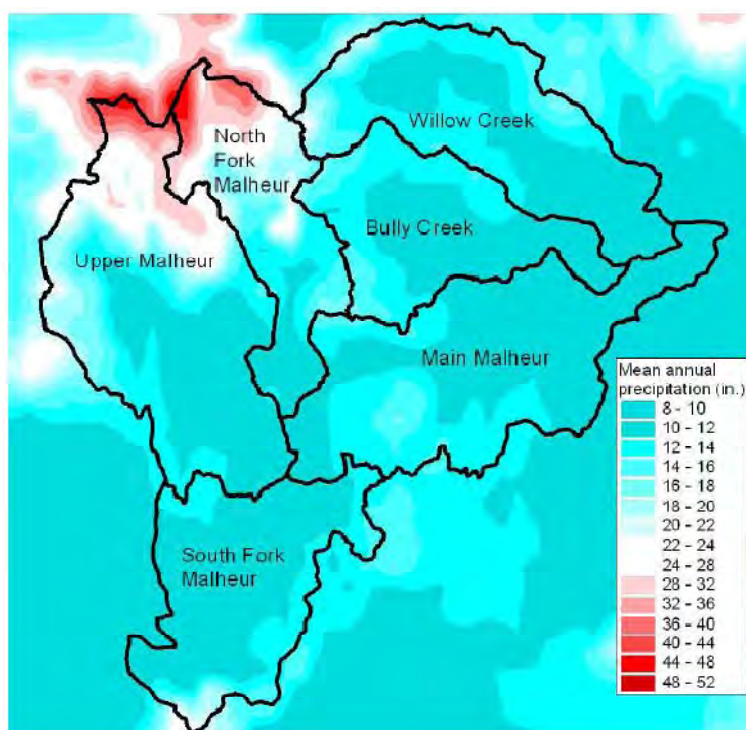 Willow Creek
North
Fork
Malheur
Bully Creek
Upper Malheur
Main Malheur
South Fork
Malheur
Mean annual
precipitation (in.)
8 - 10
10 - 12
12 - 14
14 - 16
16 - 18
18 - 20
20 - 22
22 - 24
24 - 28
28 - 32
32 - 36
36 - 40
40 - 44
44 - 48
48 - 52